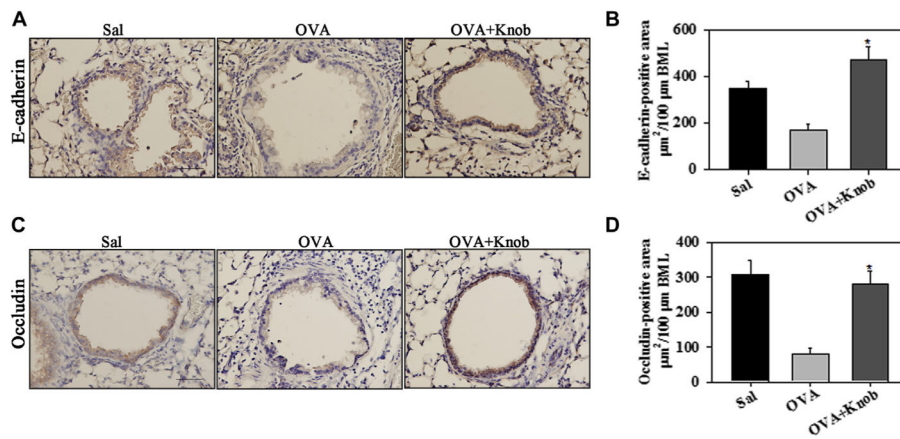 A
Sal
OVA
OVA+Knob
E-cadherin
B
E-cadherin-positive area
µm²/100 µm BML
600
400
200
0
*
Sal
OVA
OVA+Knob
C
Sal
OVA
OVA+Knob
Occludin
D
Occludin-positive area
µm²/100 µm BML
400
300
200
100
0
*
Sal
OVA
OVA+Knob